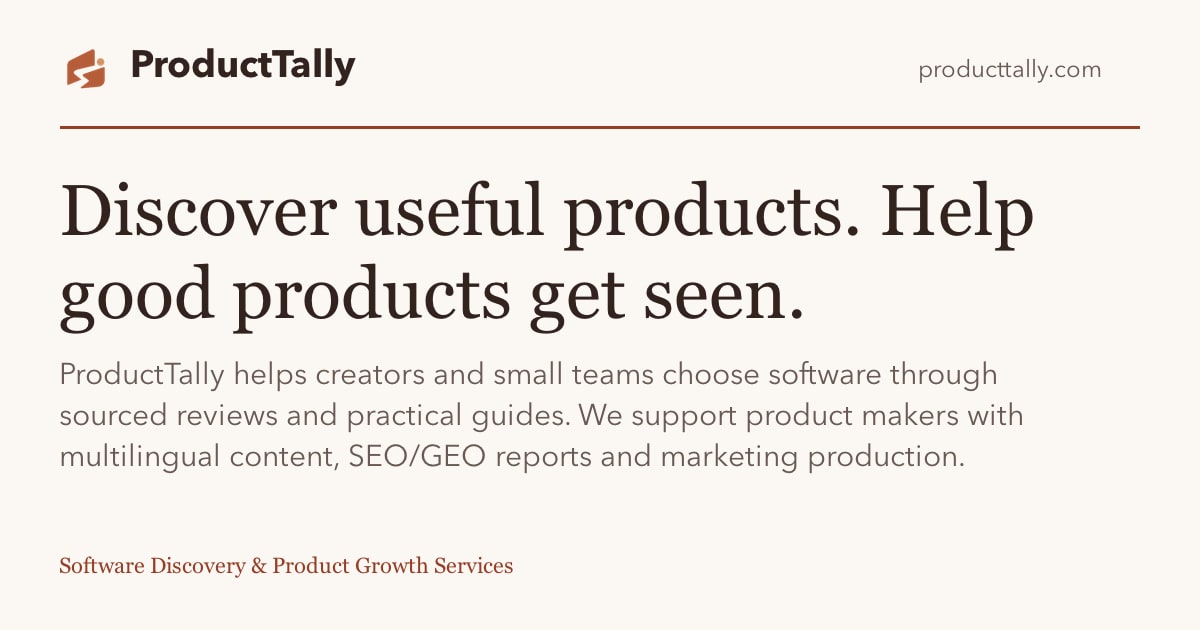 ProductTally
producttally.com
Discover useful products. Help
good products get seen.
ProductTally helps creators and small teams choose software through
sourced reviews and practical guides. We support product makers with
multilingual content, SEO/GEO reports and marketing production.
Software Discovery & Product Growth Services